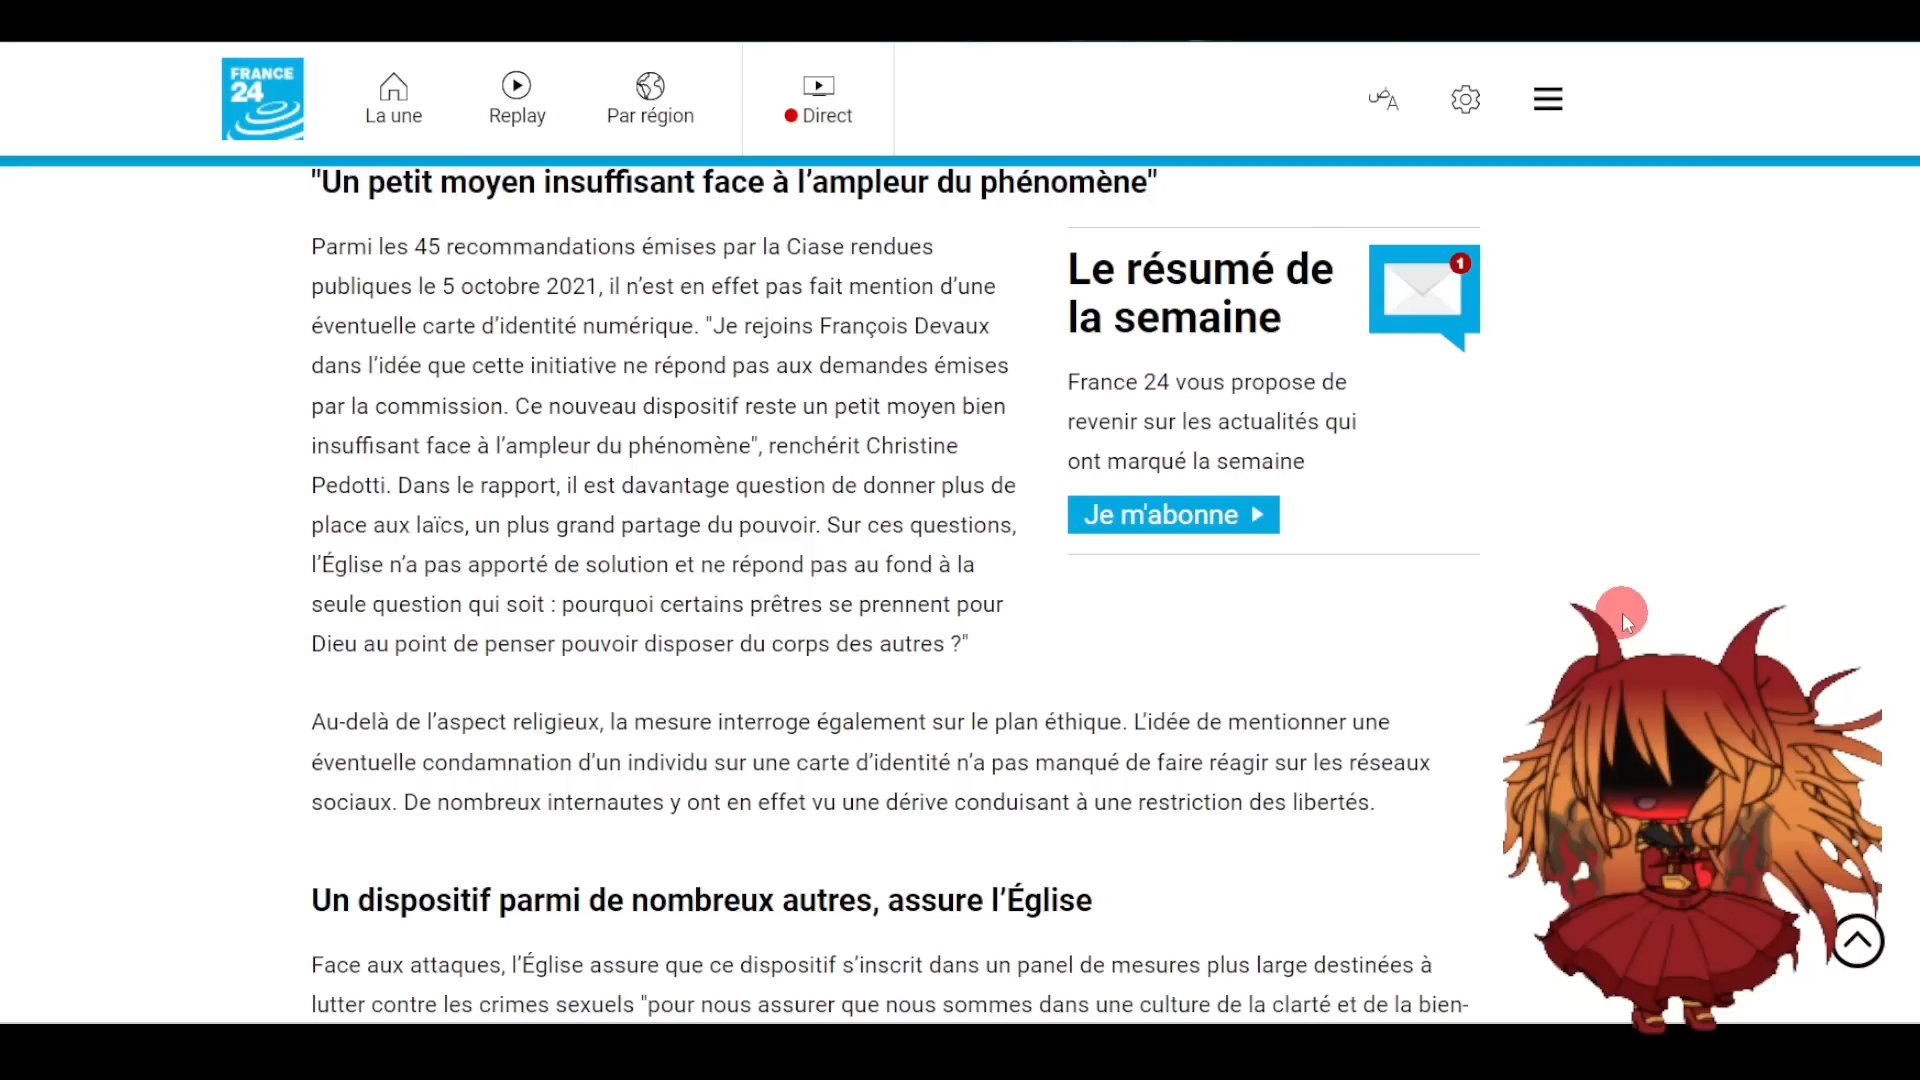 FRANCE
24
La une
Replay
Par région
Direct
ض A
"Un petit moyen insuffisant face à l’ampleur du phénomène"
Parmi les 45 recommandations émises par la Ciase rendues
publiques le 5 octobre 2021, il n’est en effet pas fait mention d’une
éventuelle carte d’identité numérique. "Je rejoins François Devaux
dans l’idée que cette initiative ne répond pas aux demandes émises
par la commission. Ce nouveau dispositif reste un petit moyen bien
insuffisant face à l’ampleur du phénomène", renchérit Christine
Pedotti. Dans le rapport, il est davantage question de donner plus de
place aux laïcs, un plus grand partage du pouvoir. Sur ces questions,
l’Église n’a pas apporté de solution et ne répond pas au fond à la
seule question qui soit : pourquoi certains prêtres se prennent pour
Dieu au point de penser pouvoir disposer du corps des autres ?"
Le résumé de
la semaine
1
France 24 vous propose de
revenir sur les actualités qui
ont marqué la semaine
Je m'abonne
Au-delà de l’aspect religieux, la mesure interroge également sur le plan éthique. L’idée de mentionner une
éventuelle condamnation d’un individu sur une carte d’identité n’a pas manqué de faire réagir sur les réseaux
sociaux. De nombreux internautes y ont en effet vu une dérive conduisant à une restriction des libertés.
Un dispositif parmi de nombreux autres, assure l’Église
Face aux attaques, l’Église assure que ce dispositif s’inscrit dans un panel de mesures plus large destinées à
lutter contre les crimes sexuels "pour nous assurer que nous sommes dans une culture de la clarté et de la bien-